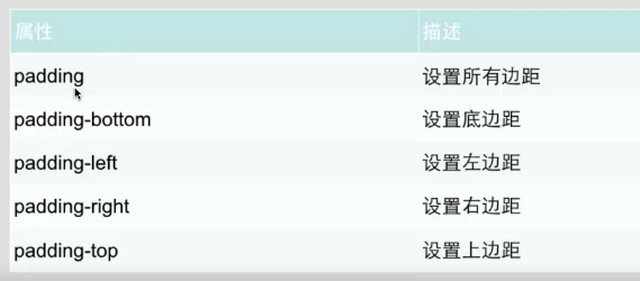 属性 描述
padding 设置所有边距
padding-bottom 设置底边距
padding-left 设置左边距
padding-right 设置右边距
padding-top 设置上边距